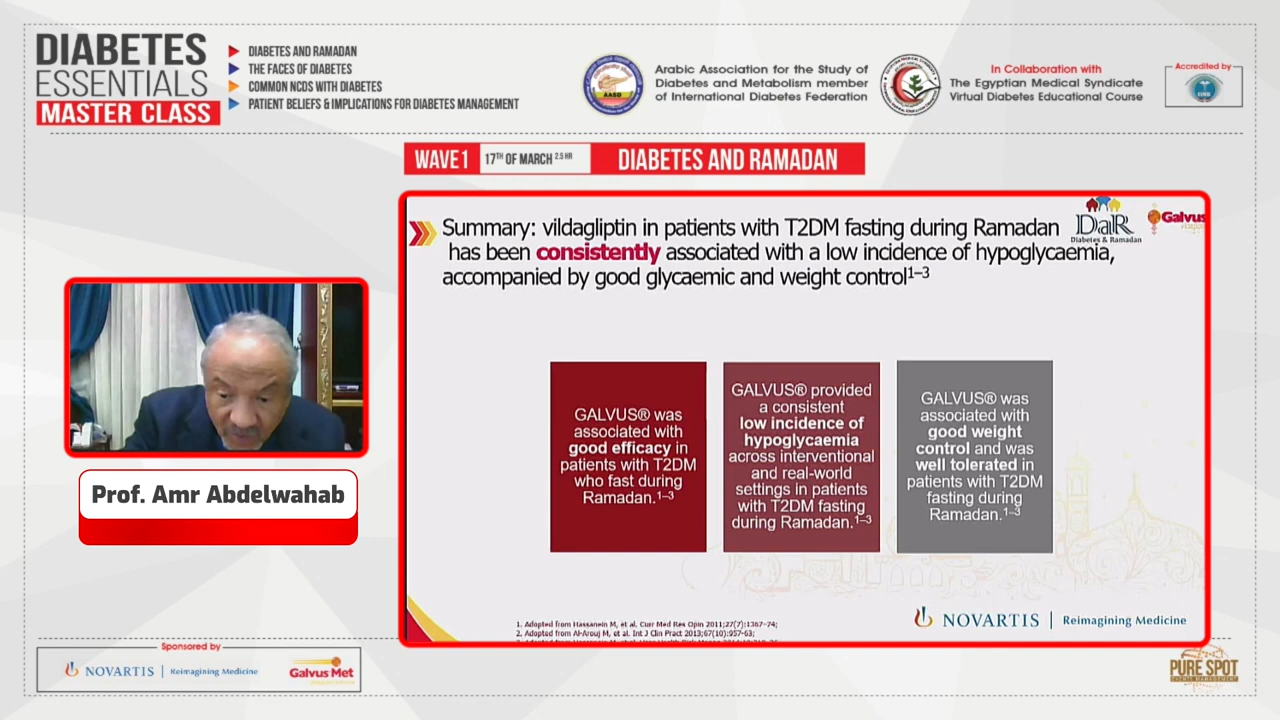 DIABETES
ESSENTIALS
MASTER CLASS
DIABETES AND RAMADAN
THE FACES OF DIABETES
COMMON NCDS WITH DIABETES
PATIENT BELIEFS & IMPLICATIONS FOR DIABETES MANAGEMENT
AASD
Arabic Association for the Study of
Diabetes and Metabolism member
of International Diabetes Federation
In Collaboration with
The Egyptian Medical Syndicate
Virtual Diabetes Educational Course
Accredited by
WAVE1
17TH OF MARCH 2.5 HR
DIABETES AND RAMADAN
Summary: vildagliptin in patients with T2DM fasting during Ramadan
has been consistently associated with a low incidence of hypoglycaemia,
accompanied by good glycaemic and weight control1–3
DaR
Diabetes & Ramadan
Galvus
GALVUS® was
associated with
good efficacy in
patients with T2DM
who fast during
Ramadan.1–3
GALVUS® provided
a consistent
low incidence of
hypoglycaemia
across interventional
and real-world
settings in patients
with T2DM fasting
during Ramadan.1–3
GALVUS® was
associated with
good weight
control and was
well tolerated in
patients with T2DM
fasting during
Ramadan.1–3
1. Adopted from Hassanein M, et al. Curr Med Res Opin 2011;27(7):1367–74;
2. Adopted from Al-Arouj M, et al. Int J Clin Pract 2013;67(10):957-63;
NOVARTIS | Reimagining Medicine
Prof. Amr Abdelwahab
Sponsored by
NOVARTIS | Reimagining Medicine
Galvus Met
PURE SPOT